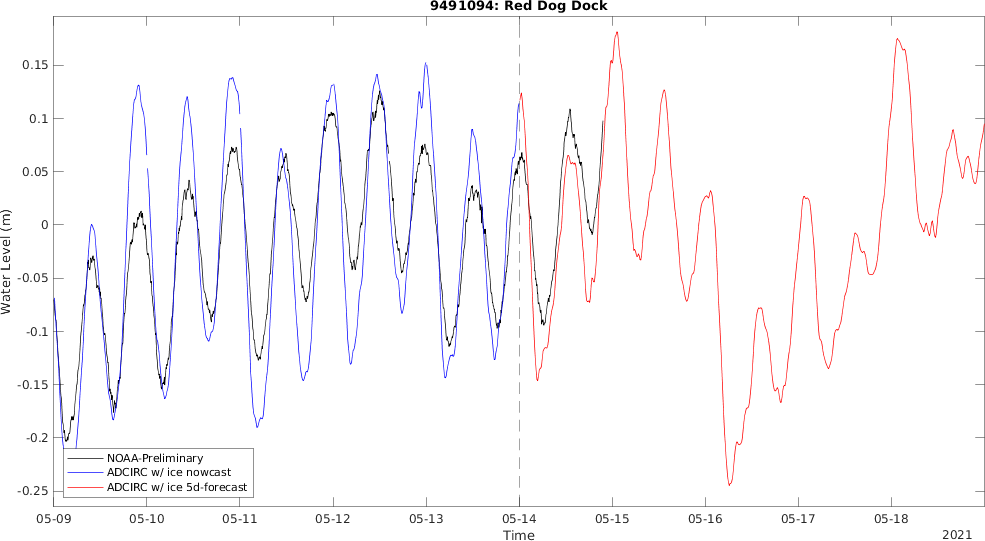 9491094: Red Dog Dock
Water Level (m)
0.15
0.1
0.05
0
-0.05
-0.1
-0.15
-0.2
-0.25
NOAA-Preliminary
ADCIRC w/ ice nowcast
ADCIRC w/ ice 5d-forecast
05-09 05-10 05-11 05-12 05-13 05-14 05-15 05-16 05-17 05-18
Time
2021